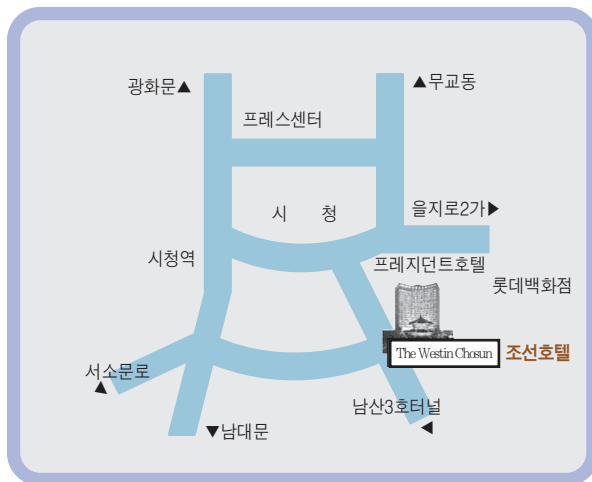 광화문▲
▲무교동
프레스센터
시 청
을지로2가▶
시청역
프레지던트호텔
롯데백화점
The Westin Chosun
조선호텔
서소문로
▲
남산3호터널
◀
▼남대문